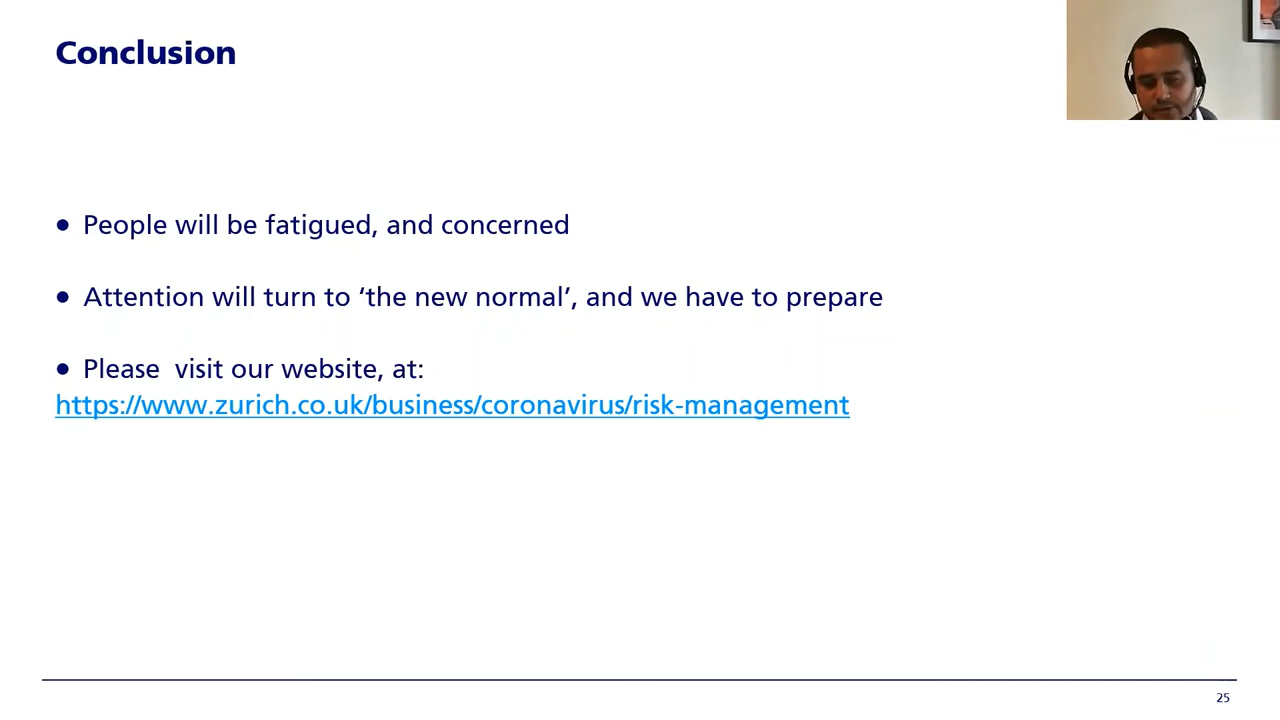 Conclusion
● People will be fatigued, and concerned
● Attention will turn to ‘the new normal’, and we have to prepare
● Please  visit our website, at:
https://www.zurich.co.uk/business/coronavirus/risk-management
25